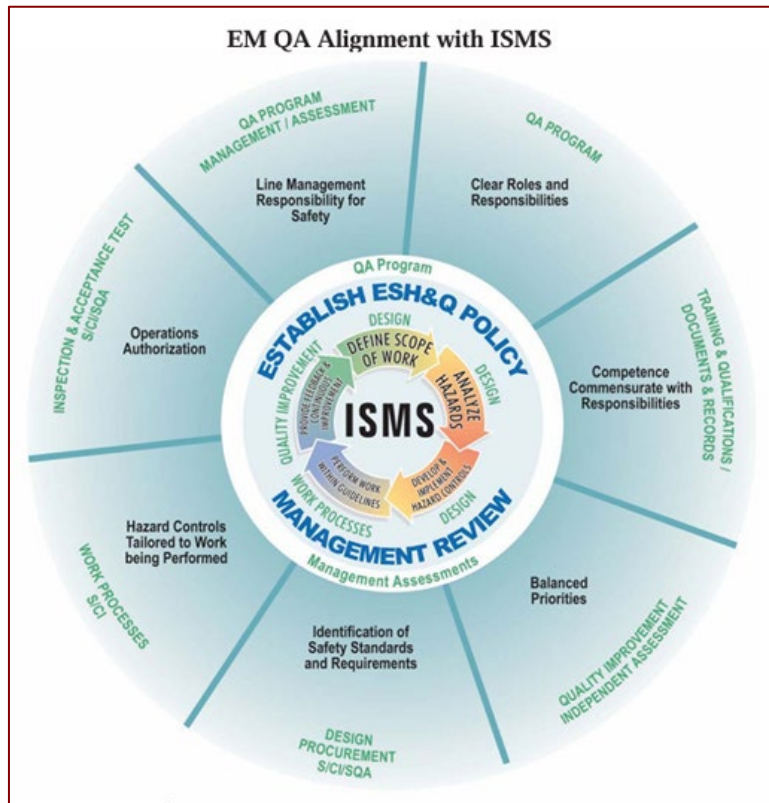 EM QA Alignment with ISMS
QA PROGRAM
MANAGEMENT / ASSESSMENT
Line Management
Responsibility for
Safety
QA PROGRAM
Clear Roles and
Responsibilities
TRAINING & QUALIFICATIONS /
DOCUMENTS & RECORDS
Competence
Commensurate with
Responsibilities
QUALITY IMPROVEMENT
INDEPENDENT ASSESSMENT
Balanced
Priorities
Identification of
Safety Standards
and Requirements
DESIGN
PROCUREMENT
S/CI/SQA
Hazard Controls
Tailored to Work
being Performed
WORK PROCESSES
S/CI
INSPECTION & ACCEPTANCE TEST
S/CI/SQA
Operations
Authorization
QA Program
ESTABLISH ESH&Q POLICY
DESIGN
DEFINE SCOPE
OF WORK
DESIGN
ANALYZE
HAZARDS
DEVELOP &
IMPLEMENT
HAZARD CONTROLS
DESIGN
PERFORM WORK
WITHIN GUIDELINES
WORK PROCESSES
PROVIDE FEEDBACK &
CONTINUOUS
IMPROVEMENT
QUALITY IMPROVEMENT
ISMS
MANAGEMENT REVIEW
Management Assessments